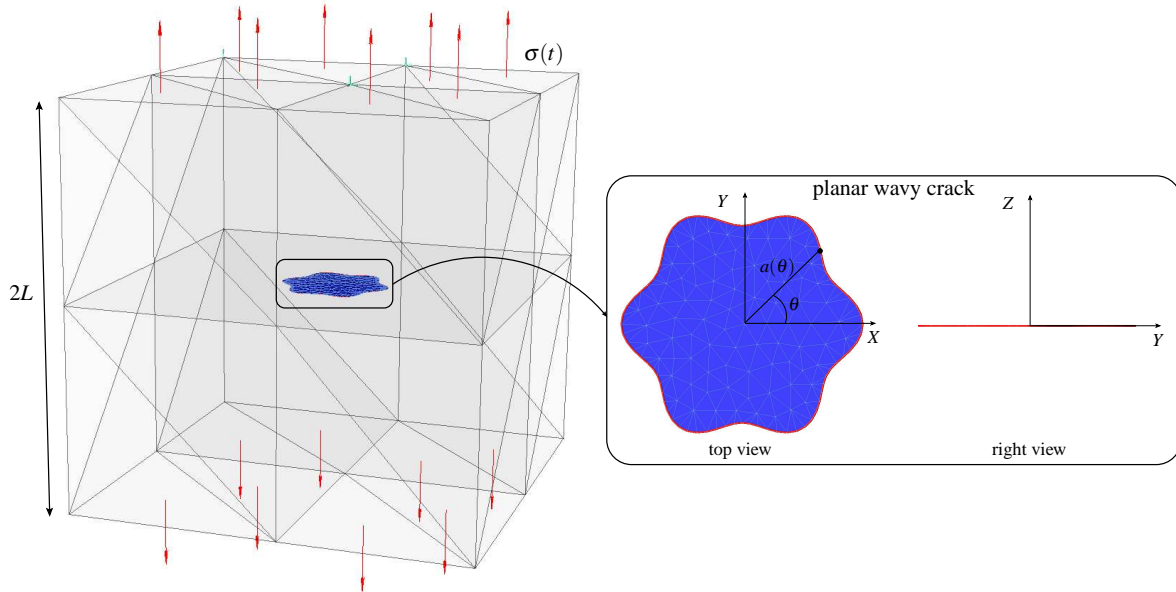 σ(t)
2L
planar wavy crack
Y
a(θ)
θ
X
top view
Z
Y
right view